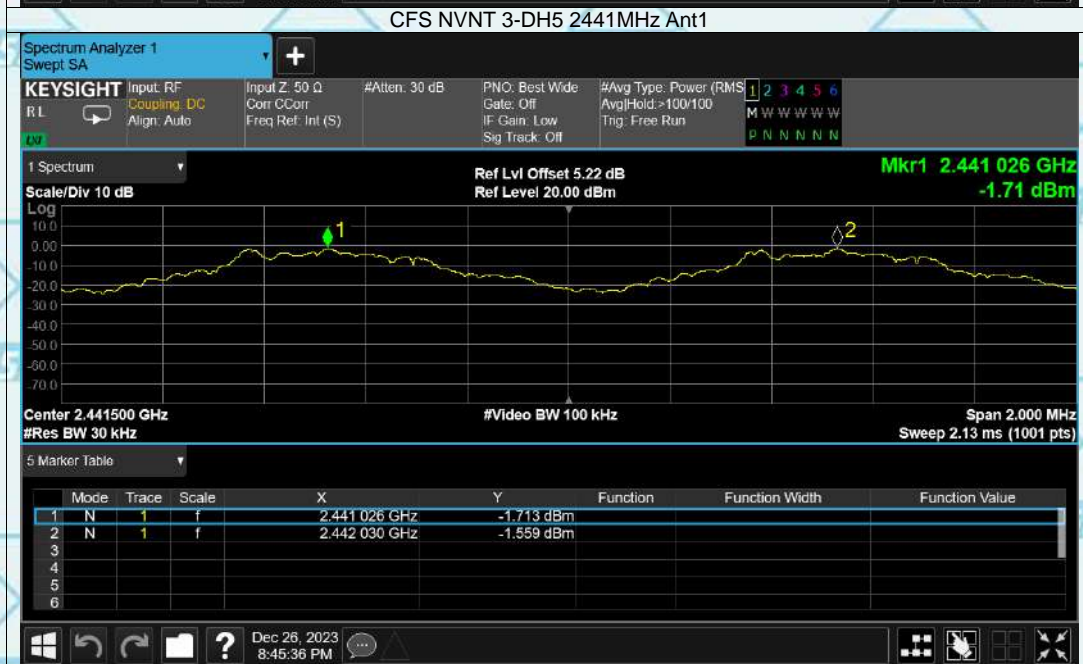 CFS NVNT 3-DH5 2441MHz Ant1
Spectrum Analyzer 1
Swept SA
KEYSIGHT
R L
LXI
Input: RF
Coupling: DC
Align: Auto
Input Z: 50 Ω
Corr CCorr
Freq Ref: Int (S)
#Atten: 30 dB
PNO: Best Wide
Gate: Off
IF Gain: Low
Sig Track: Off
#Avg Type: Power (RMS
Avg|Hold:>100/100
Trig: Free Run
1 2 3 4 5 6
M W W W W W
P N N N N N
1 Spectrum
Scale/Div 10 dB
Ref Lvl Offset 5.22 dB
Ref Level 20.00 dBm
Mkr1 2.441 026 GHz
-1.71 dBm
Log
10.0
0.00
-10.0
-20.0
-30.0
-40.0
-50.0
-60.0
-70.0
1
2
Center 2.441500 GHz
#Res BW 30 kHz
#Video BW 100 kHz
Span 2.000 MHz
Sweep 2.13 ms (1001 pts)
5 Marker Table
Mode Trace Scale X Y Function Function Width Function Value
1 N 1 f 2.441 026 GHz -1.713 dBm
2 N 1 f 2.442 030 GHz -1.559 dBm
3
4
5
6
?
Dec 26, 2023
8:45:36 PM